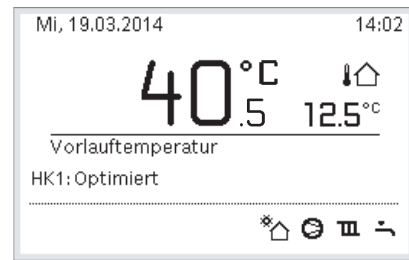 Mi, 19.03.2014 14:02
40.5 °C
12.5°C
Vorlauftemperatur
HK1: Optimiert